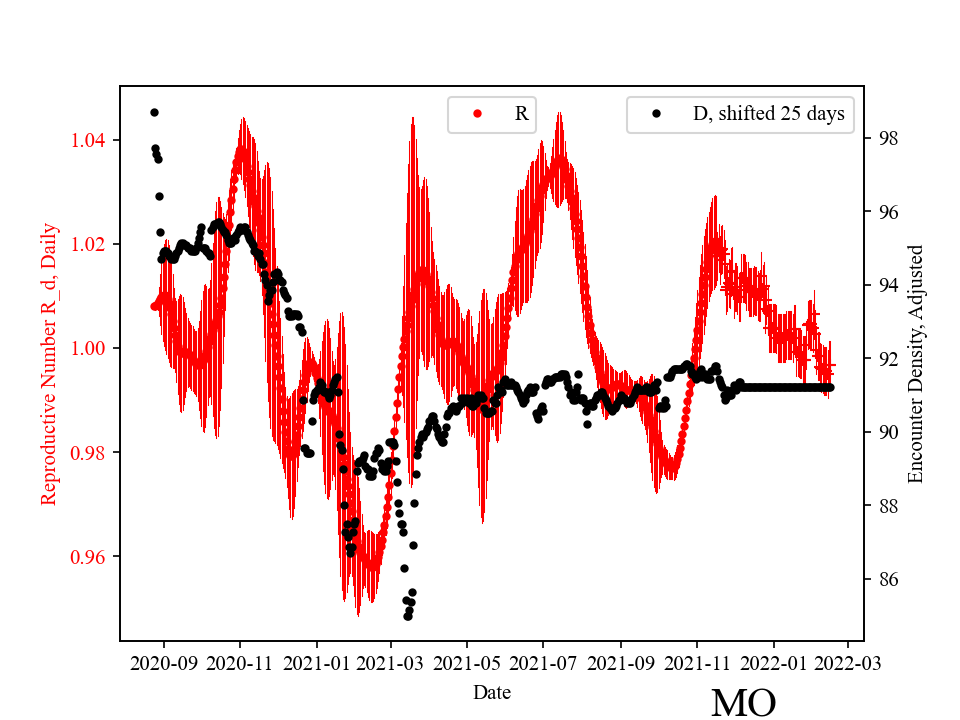 R
D, shifted 25 days
Reproductive Number R_d, Daily
1.04
1.02
1.00
0.98
0.96
98
96
94
92
90
88
86
Encounter Density, Adjusted
2020-09 2020-11 2021-01 2021-03 2021-05 2021-07 2021-09 2021-11 2022-01 2022-03
Date
MO